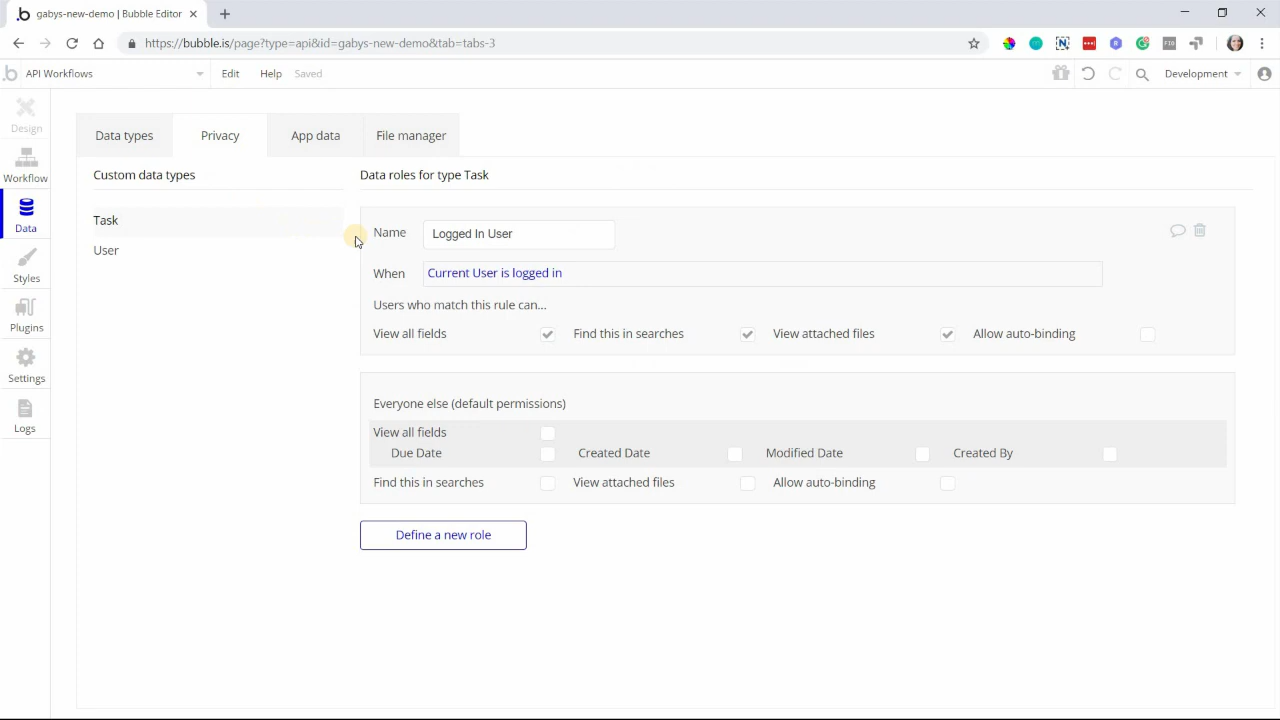 gabys-new-demo | Bubble Editor
https://bubble.is/page?type=api&id=gabys-new-demo&tab=tabs-3
API Workflows
Edit
Help
Saved
Development
Design
Workflow
Data
Styles
Plugins
Settings
Logs
Data types
Privacy
App data
File manager
Custom data types
Task
User
Data roles for type Task
Name
Logged In User
When
Current User is logged in
Users who match this rule can...
View all fields
Find this in searches
View attached files
Allow auto-binding
Everyone else (default permissions)
View all fields
Due Date
Created Date
Modified Date
Created By
Find this in searches
View attached files
Allow auto-binding
Define a new role